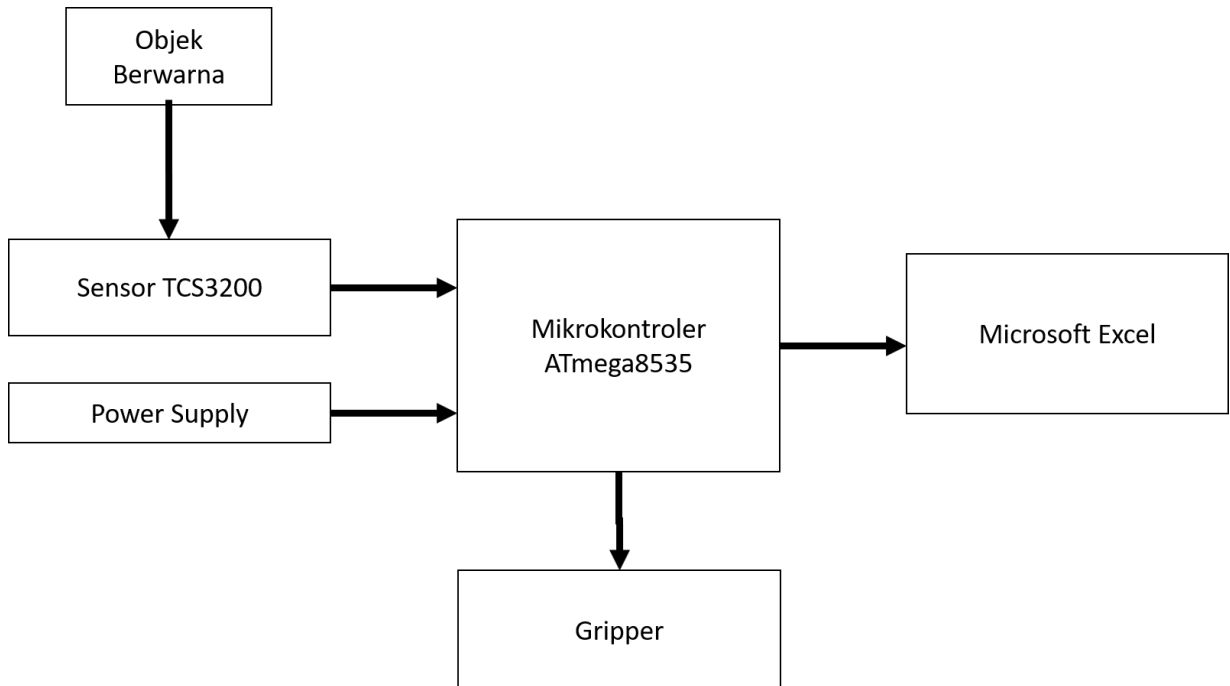 Objek
Berwarna
Sensor TCS3200
Mikrokontroler
ATmega8535
Microsoft Excel
Power Supply
Gripper